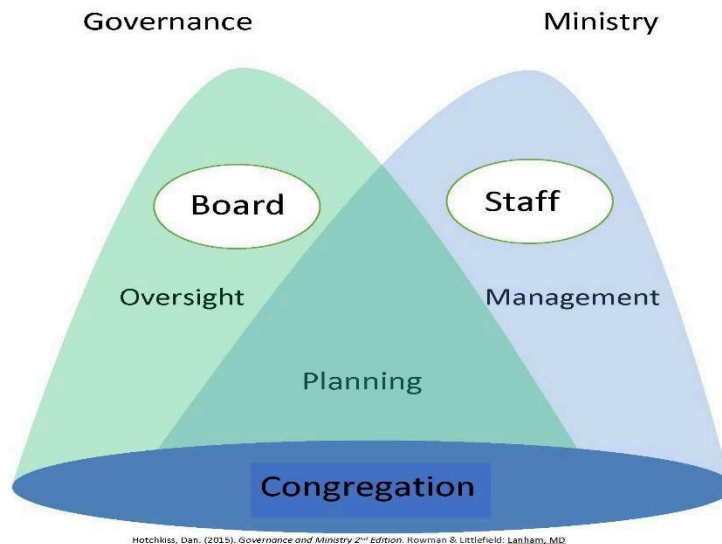 Governance Ministry
Board Staff
Oversight Management
Planning
Congregation
Hotchkiss, Dan. (2015). Governance and Ministry 2nd Edition. Rowman & Littlefield: Lanham, MD